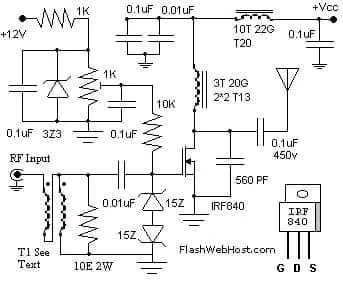 1K
0.1uF
0.01uF
+Vcc
+12V
10T 22G
T20
0.1uF
1K
3T 20G
2*2 T13
10K
0.1uF
3Z3
0.1uF
0.1uF
450v
RF Input
560 PF
0.01uF
15Z
IRF840
15Z
IRF
840
T1 See
Text
10E 2W
FlashWebHost.com
G D S